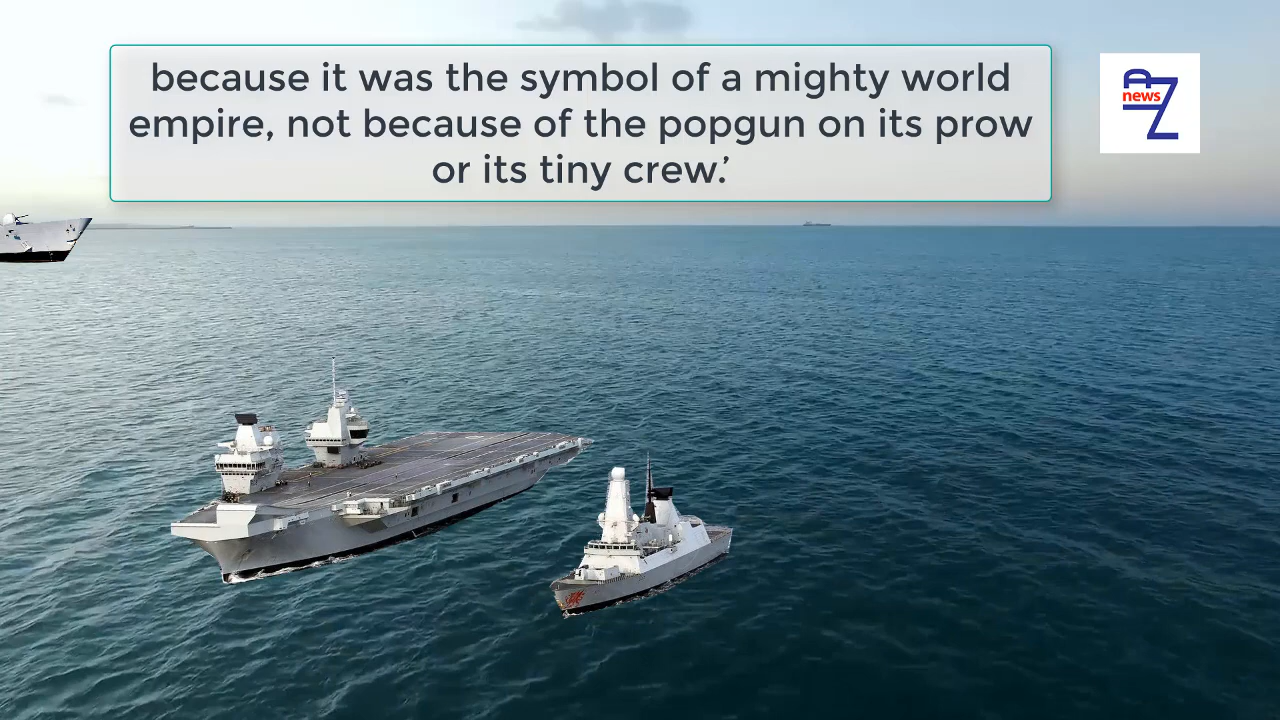 because it was the symbol of a mighty world
empire, not because of the popgun on its prow
or its tiny crew.’
AZ
news